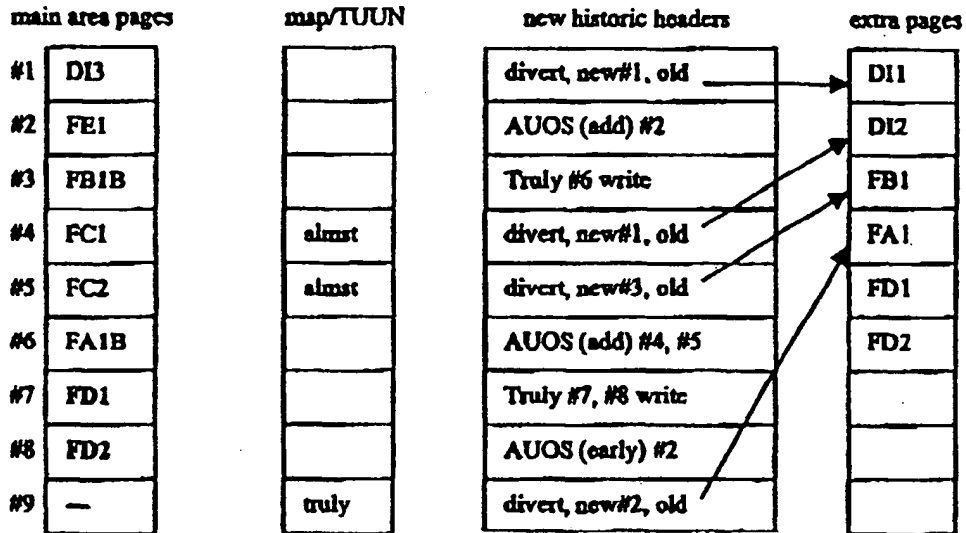 main area pages map/TUUN new historic headers extra pages
#1 DI3 divert, new#1, old DI1
#2 FE1 AUOS (add) #2 DI2
#3 FB1B Truly #6 write FB1
#4 FC1 almst divert, new#1, old FA1
#5 FC2 almst divert, new#3, old FD1
#6 FA1B AUOS (add) #4, #5 FD2
#7 FD1 Truly #7, #8 write
#8 FD2 AUOS (early) #2
#9 — truly divert, new#2, old